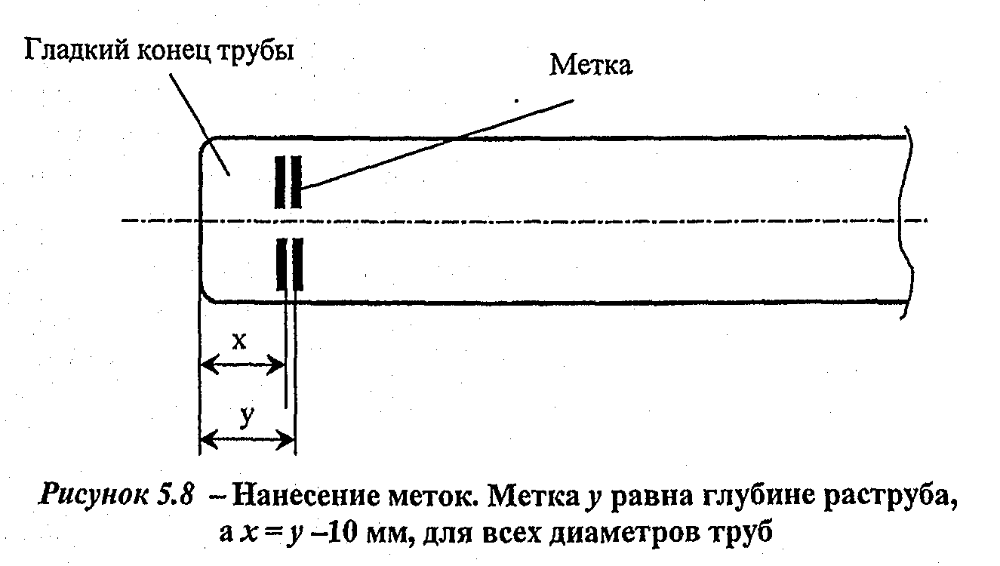 Гладкий конец трубы
Метка
x
y
Рисунок 5.8 – Нанесение меток. Метка y равна глубине раструба,
а x = y –10 мм, для всех диаметров труб